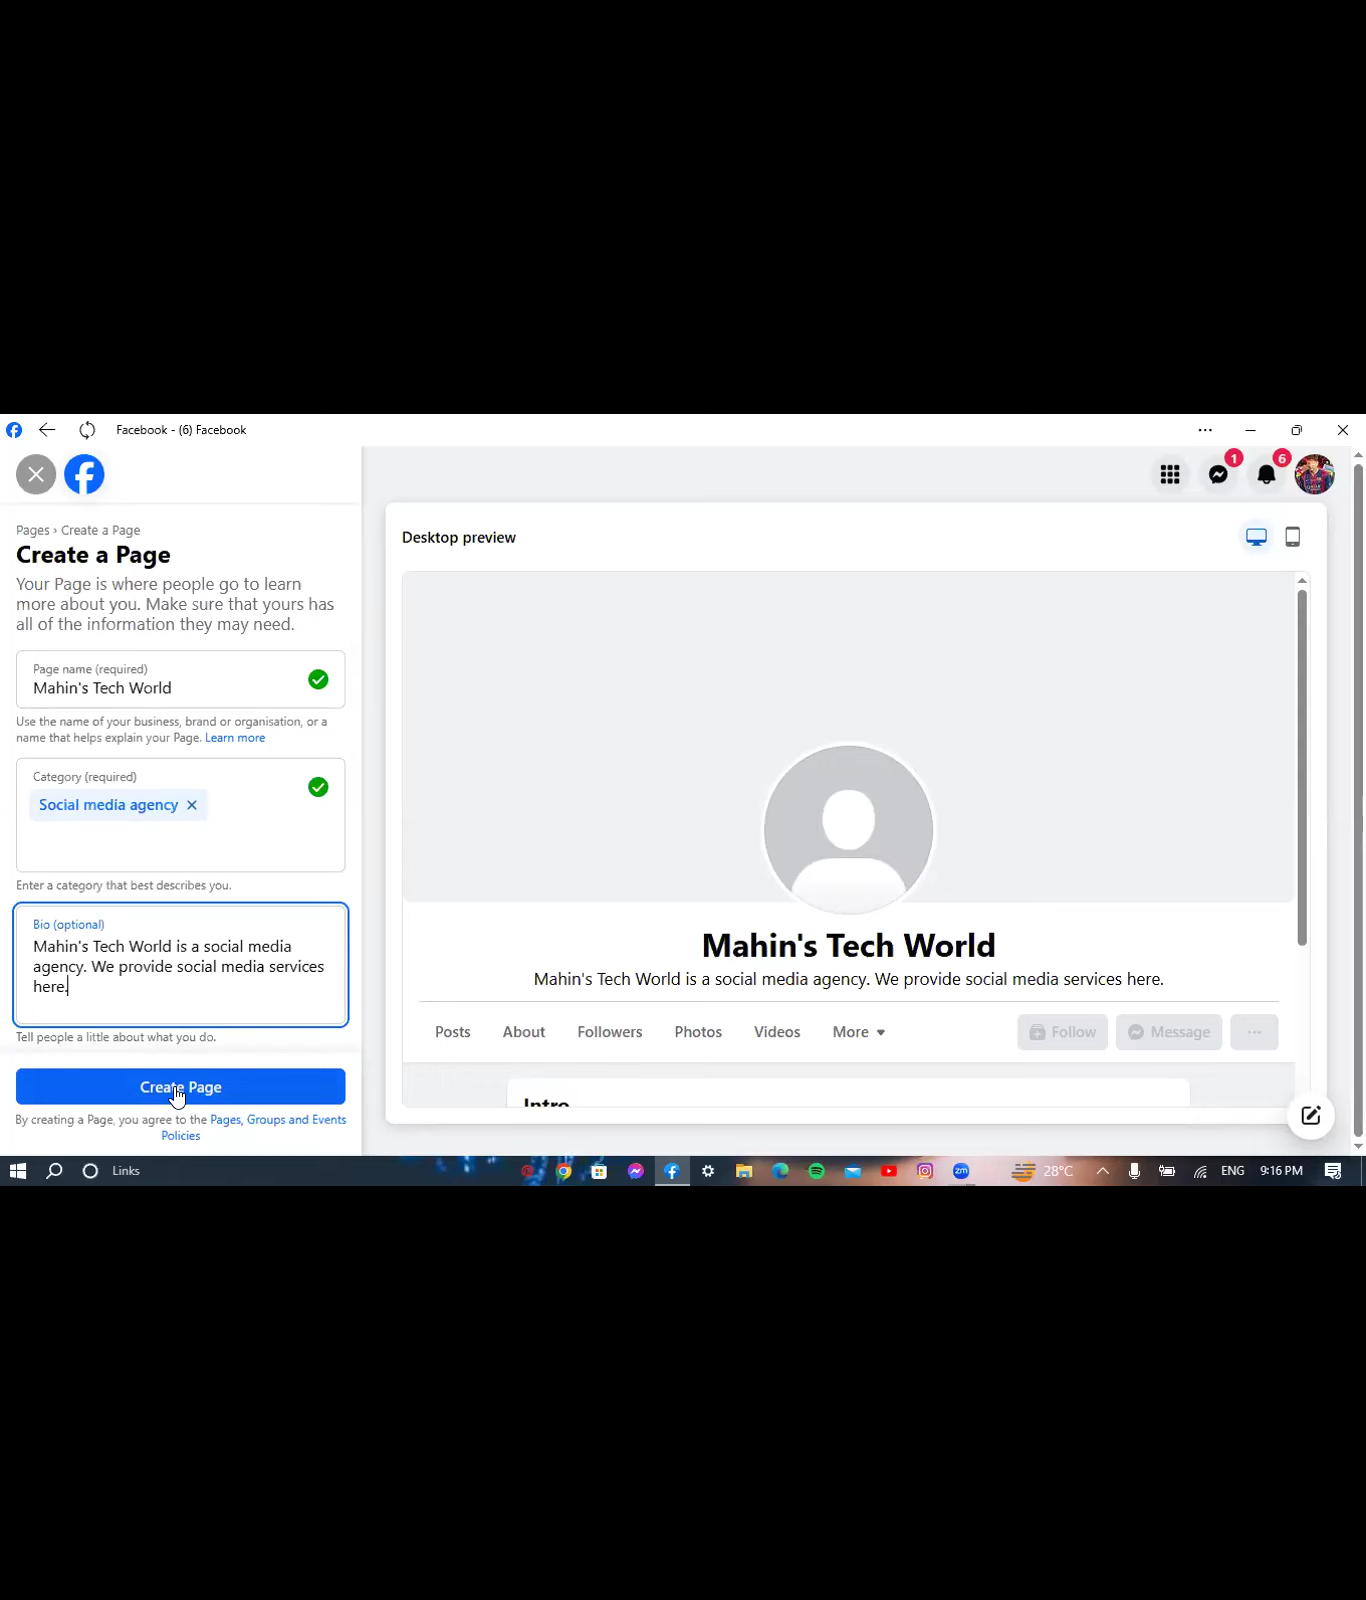 Facebook - (6) Facebook
1
6
Pages › Create a Page
Create a Page
Your Page is where people go to learn
more about you. Make sure that yours has
all of the information they may need.
Page name (required)
Mahin's Tech World
Use the name of your business, brand or organisation, or a
name that helps explain your Page. Learn more
Category (required)
Social media agency
Enter a category that best describes you.
Bio (optional)
Mahin's Tech World is a social media
agency. We provide social media services
here.
Tell people a little about what you do.
Create Page
By creating a Page, you agree to the Pages, Groups and Events
Policies
Desktop preview
Mahin's Tech World
Mahin's Tech World is a social media agency. We provide social media services here.
Posts About Followers Photos Videos More Follow Message
Intro
Links zm 28°C ENG 9:16 PM